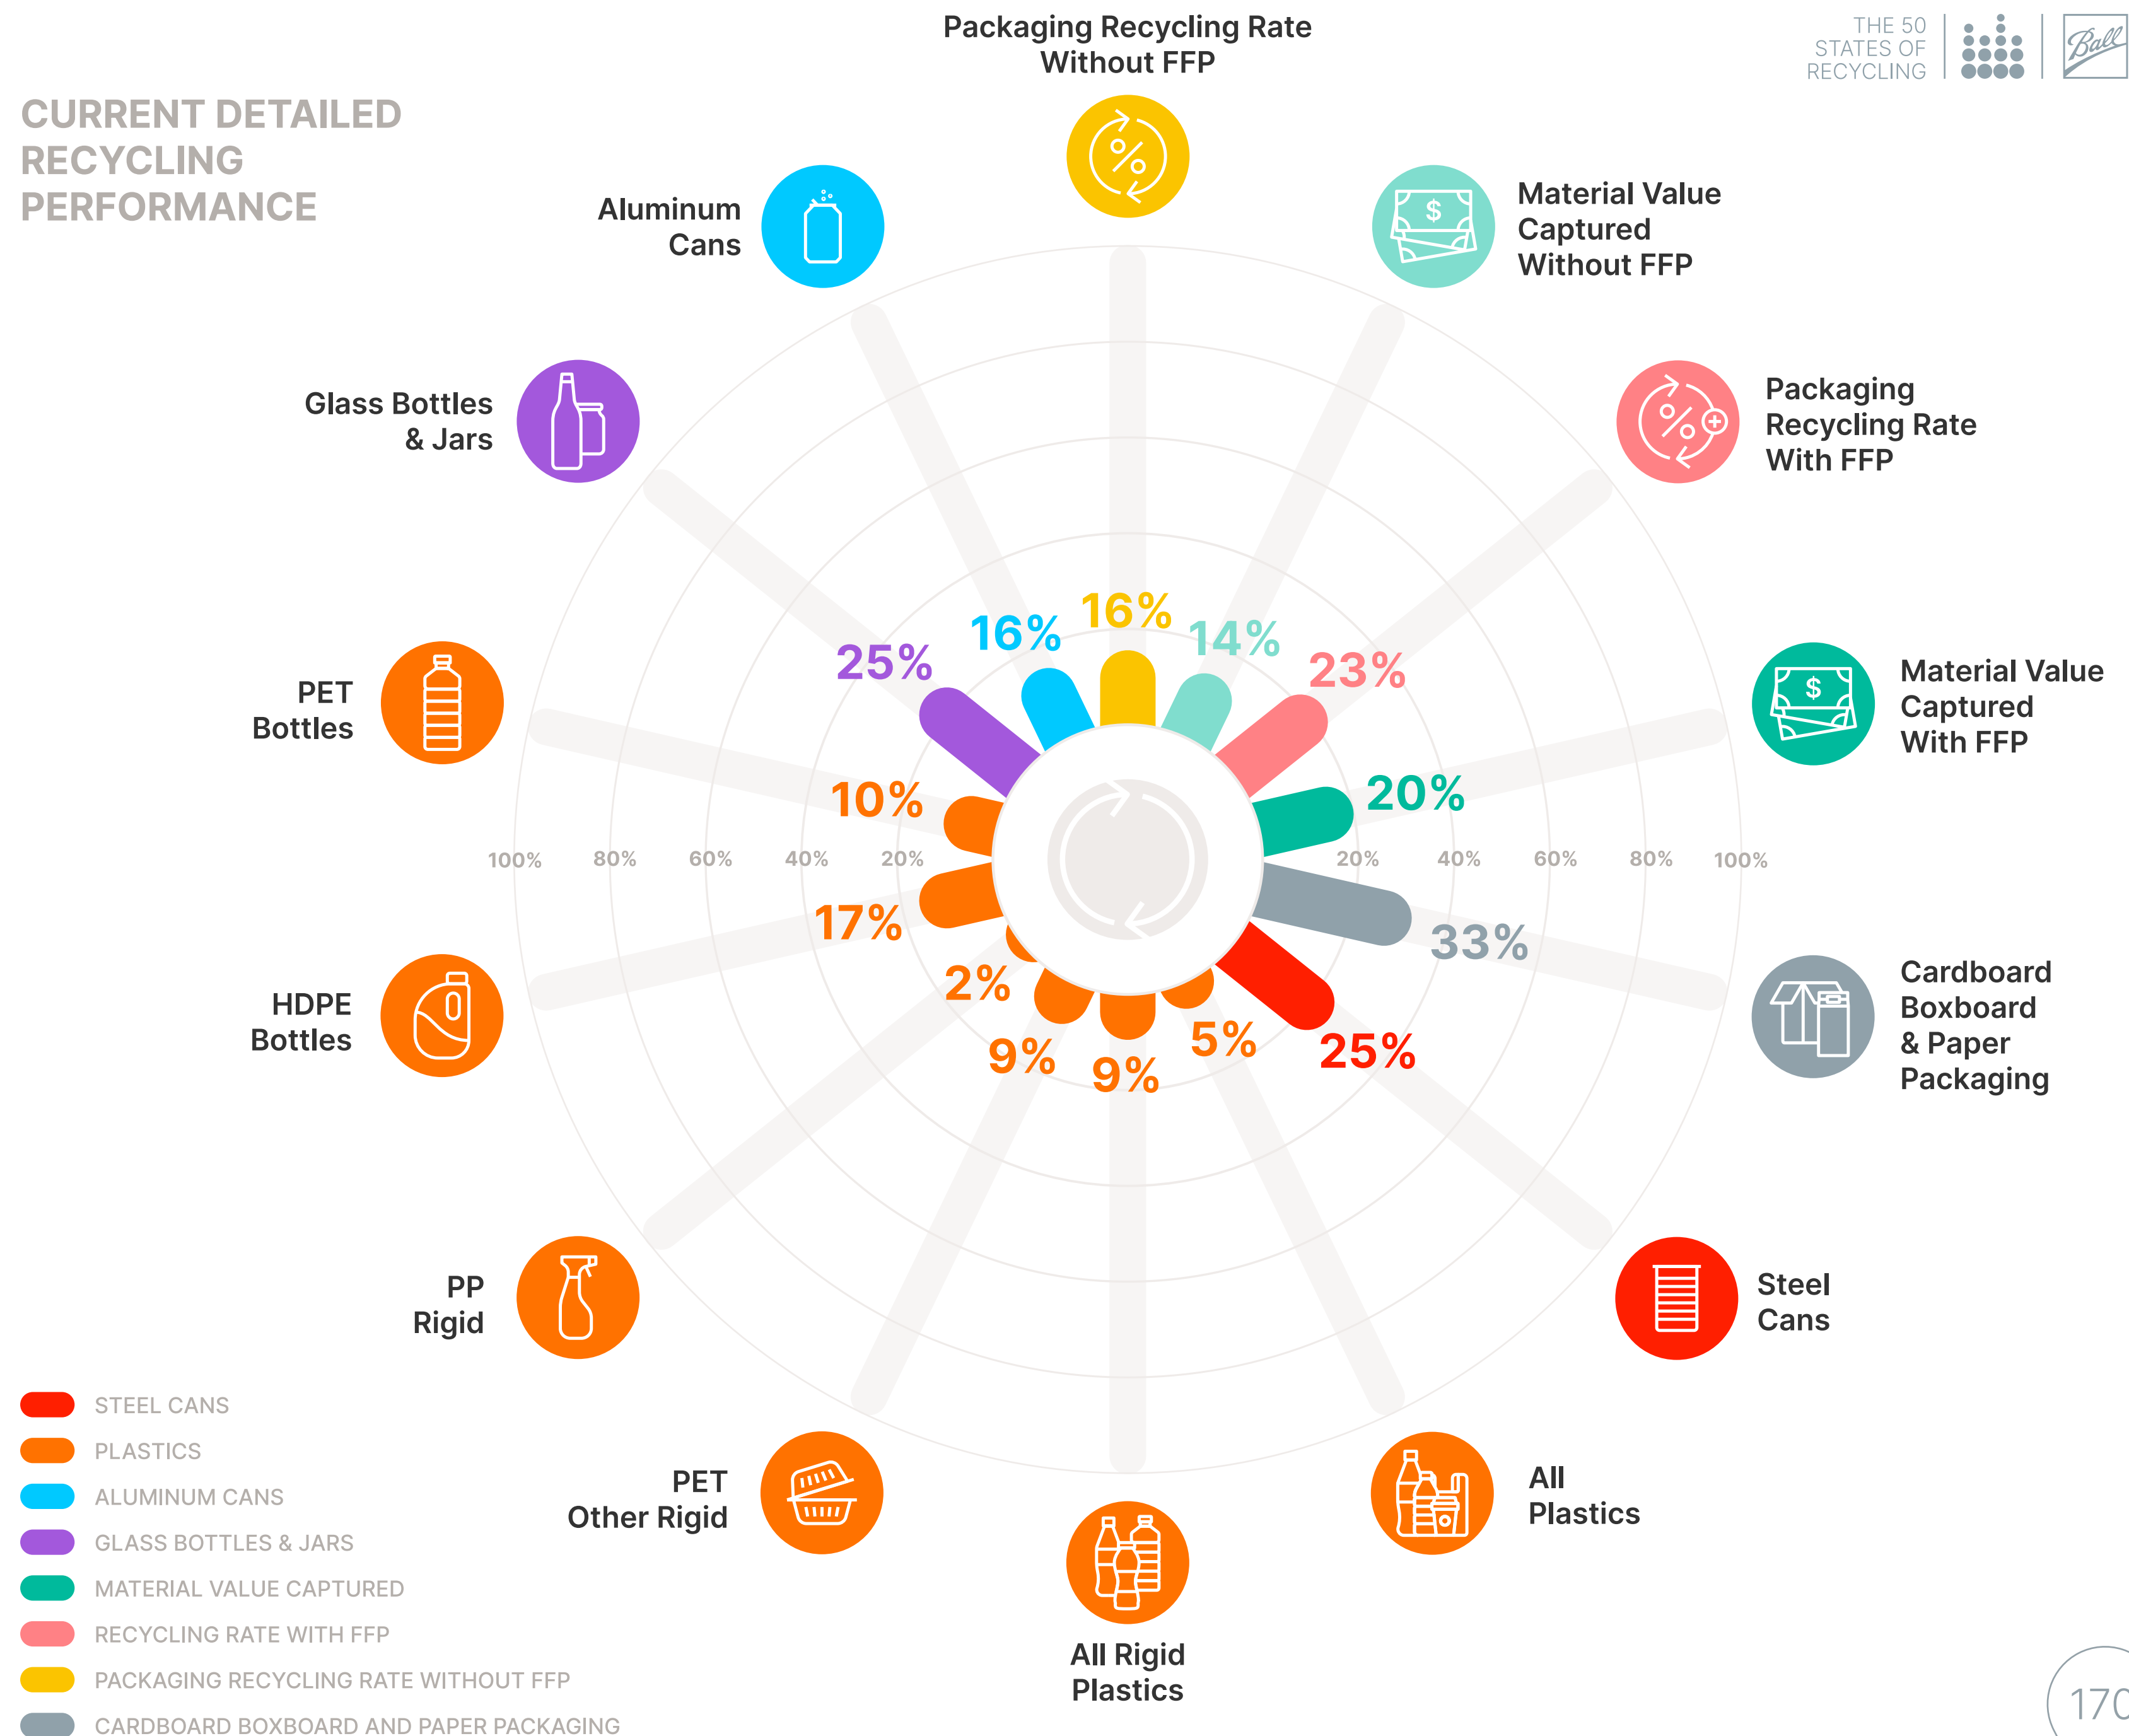 THE 50
STATES OF
RECYCLING
Ball
CURRENT DETAILED
RECYCLING
PERFORMANCE
Packaging Recycling Rate
Without FFP
Material Value
Captured
Without FFP
Packaging
Recycling Rate
With FFP
Material Value
Captured
With FFP
Cardboard
Boxboard
& Paper
Packaging
Steel
Cans
All
Plastics
All Rigid
Plastics
PET
Other Rigid
PP
Rigid
HDPE
Bottles
PET
Bottles
Glass Bottles
& Jars
Aluminum
Cans
16%
14%
23%
20%
33%
25%
5%
9%
9%
2%
17%
10%
25%
16%
100% 80% 60% 40% 20% 20% 40% 60% 80% 100%
STEEL CANS
PLASTICS
ALUMINUM CANS
GLASS BOTTLES & JARS
MATERIAL VALUE CAPTURED
RECYCLING RATE WITH FFP
PACKAGING RECYCLING RATE WITHOUT FFP
CARDBOARD BOXBOARD AND PAPER PACKAGING
170